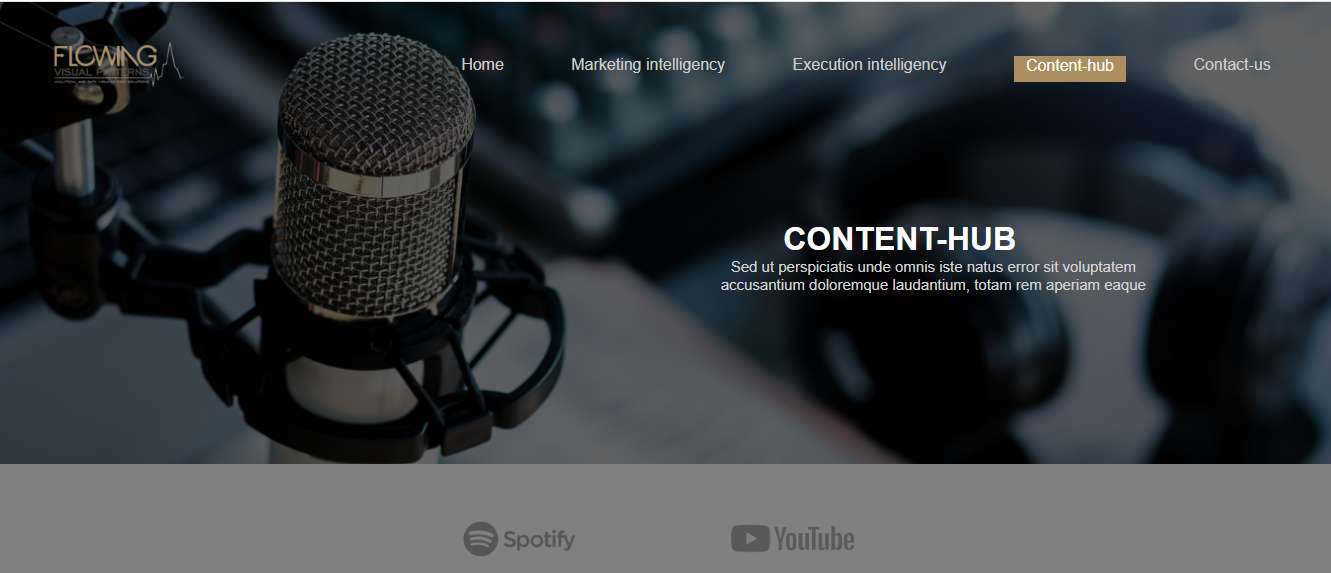 FLOWING
VISUAL PATTERNS
Home
Marketing intelligency
Execution intelligency
Content-hub
Contact-us
CONTENT-HUB
Sed ut perspiciatis unde omnis iste natus error sit voluptatem
accusantium doloremque laudantium, totam rem aperiam eaque
Spotify
YouTube